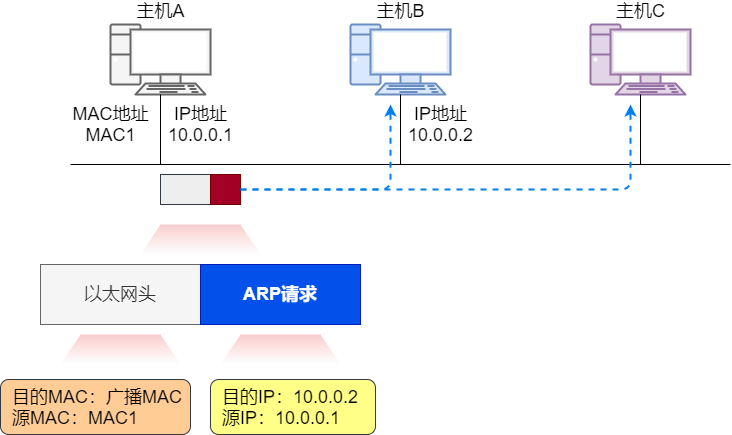 主机A
主机B
主机C
MAC地址
MAC1
IP地址
10.0.0.1
IP地址
10.0.0.2
以太网头
ARP请求
目的MAC：广播MAC
源MAC：MAC1
目的IP：10.0.0.2
源IP：10.0.0.1